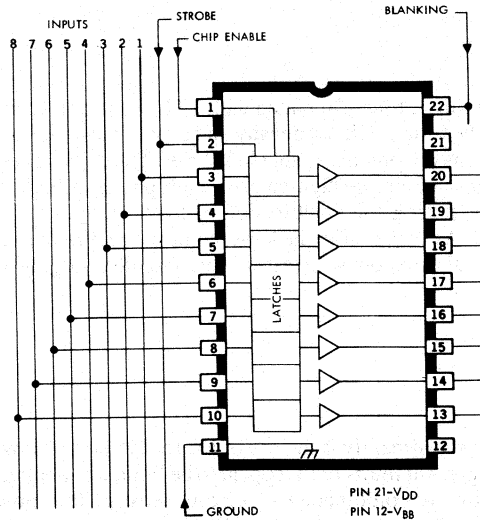 INPUTS
8 7 6 5 4 3 2 1
STROBE
CHIP ENABLE
BLANKING
1
2
3
4
5
6
7
8
9
10
11
LATCHES
22
21
20
19
18
17
16
15
14
13
12
GROUND
PIN 21-VDD
PIN 12-VBB